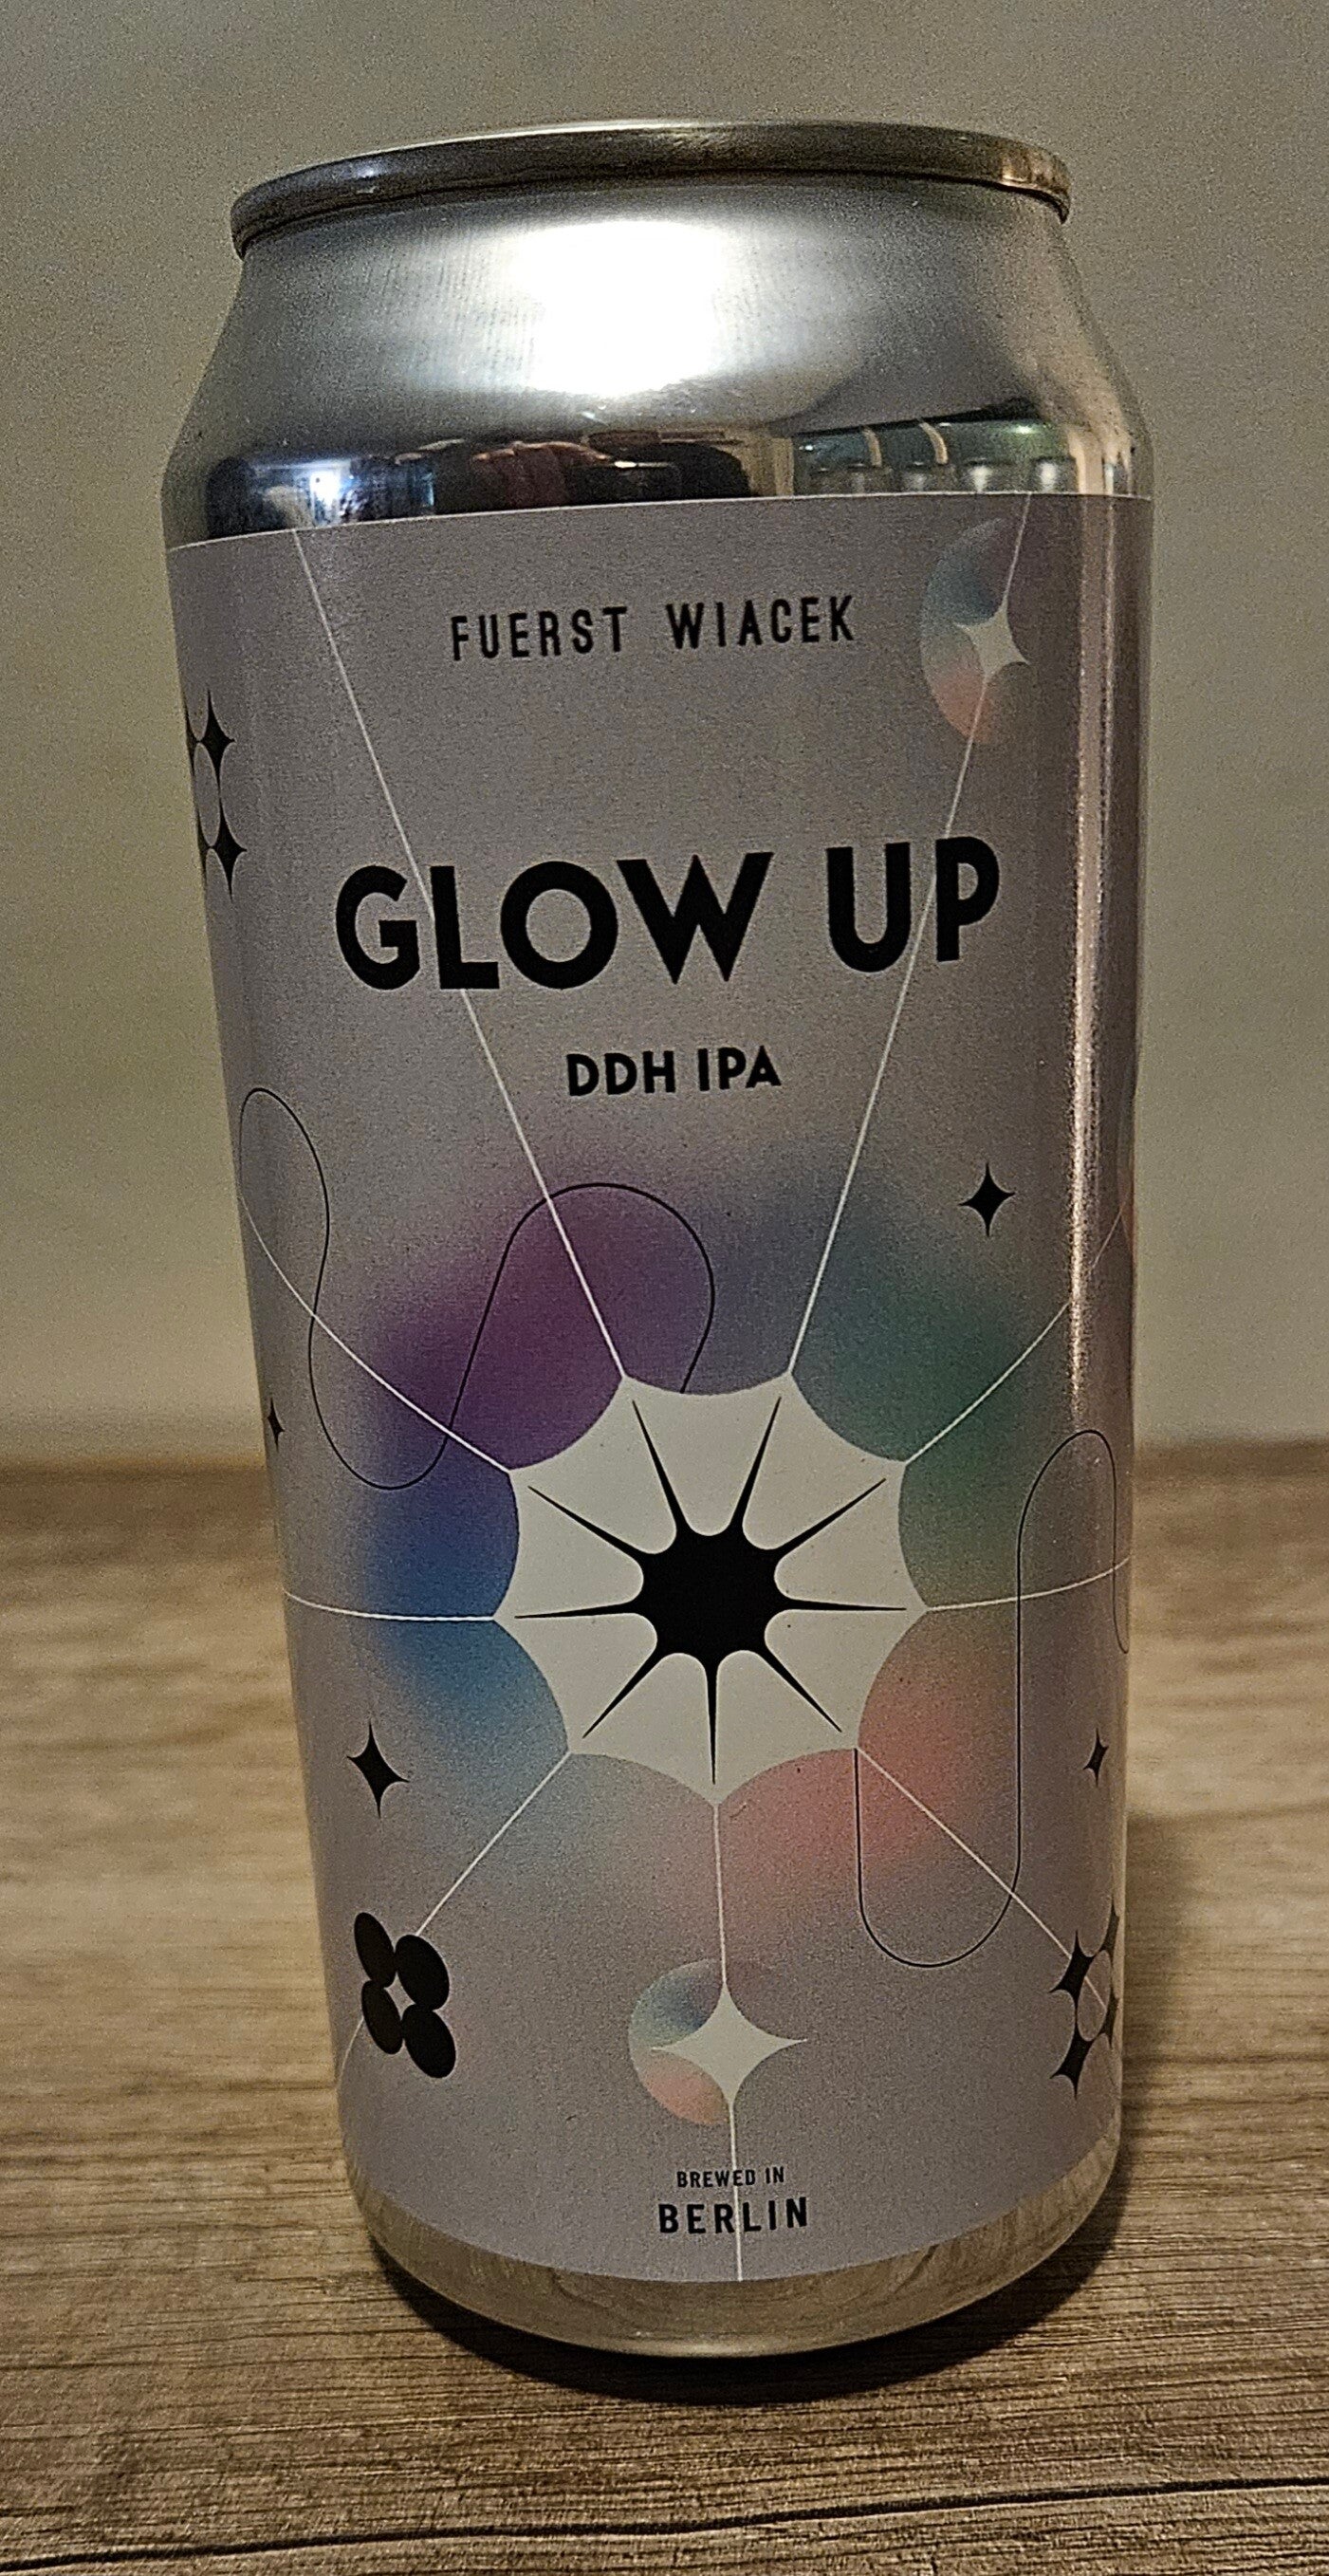 FUERST WIACEK
GLOW UP
DDH IPA
BREWED IN
BERLIN